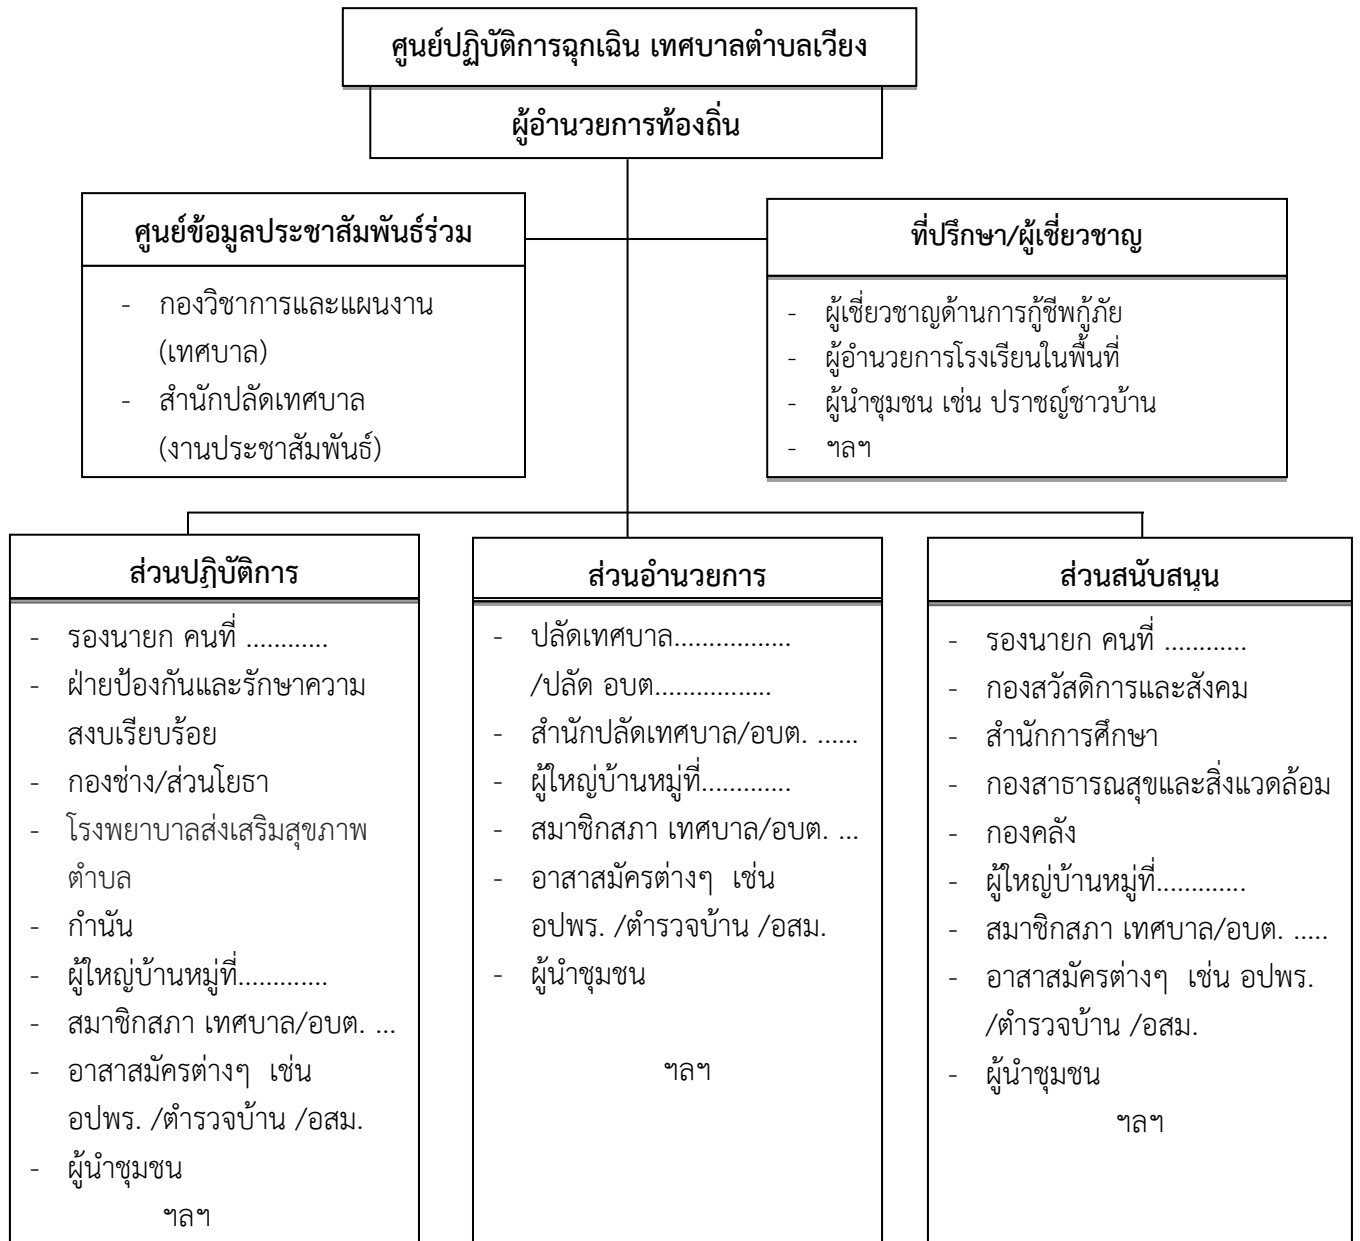 ศูนย์ปฏิบัติการฉุกเฉิน เทศบาลตำบลเวียง
ผู้อำนวยการท้องถิ่น
ศูนย์ข้อมูลประชาสัมพันธ์ร่วม
- กองวิชาการและแผนงาน
(เทศบาล)
- สำนักปลัดเทศบาล
(งานประชาสัมพันธ์)
ที่ปรึกษา/ผู้เชี่ยวชาญ
- ผู้เชี่ยวชาญด้านการกู้ชีพกู้ภัย
- ผู้อำนวยการโรงเรียนในพื้นที่
- ผู้นำชุมชน เช่น ปราชญ์ชาวบ้าน
- ฯลฯ
ส่วนปฏิบัติการ
- รองนายก คนที่ ............
- ฝ่ายป้องกันและรักษาความ
สงบเรียบร้อย
- กองช่าง/ส่วนโยธา
- โรงพยาบาลส่งเสริมสุขภาพ
ตำบล
- กำนัน
- ผู้ใหญ่บ้านหมู่ที่.............
- สมาชิกสภา เทศบาล/อบต. ...
- อาสาสมัครต่างๆ เช่น
อปพร. /ตำรวจบ้าน /อสม.
- ผู้นำชุมชน
ฯลฯ
ส่วนอำนวยการ
- ปลัดเทศบาล.................
/ปลัด อบต.................
- สำนักปลัดเทศบาล/อบต. ......
- ผู้ใหญ่บ้านหมู่ที่.............
- สมาชิกสภา เทศบาล/อบต. ...
- อาสาสมัครต่างๆ เช่น
อปพร. /ตำรวจบ้าน /อสม.
- ผู้นำชุมชน
ฯลฯ
ส่วนสนับสนุน
- รองนายก คนที่ ............
- กองสวัสดิการและสังคม
- สำนักการศึกษา
- กองสาธารณสุขและสิ่งแวดล้อม
- กองคลัง
- ผู้ใหญ่บ้านหมู่ที่.............
- สมาชิกสภา เทศบาล/อบต. .....
- อาสาสมัครต่างๆ เช่น อปพร.
/ตำรวจบ้าน /อสม.
- ผู้นำชุมชน
ฯลฯ